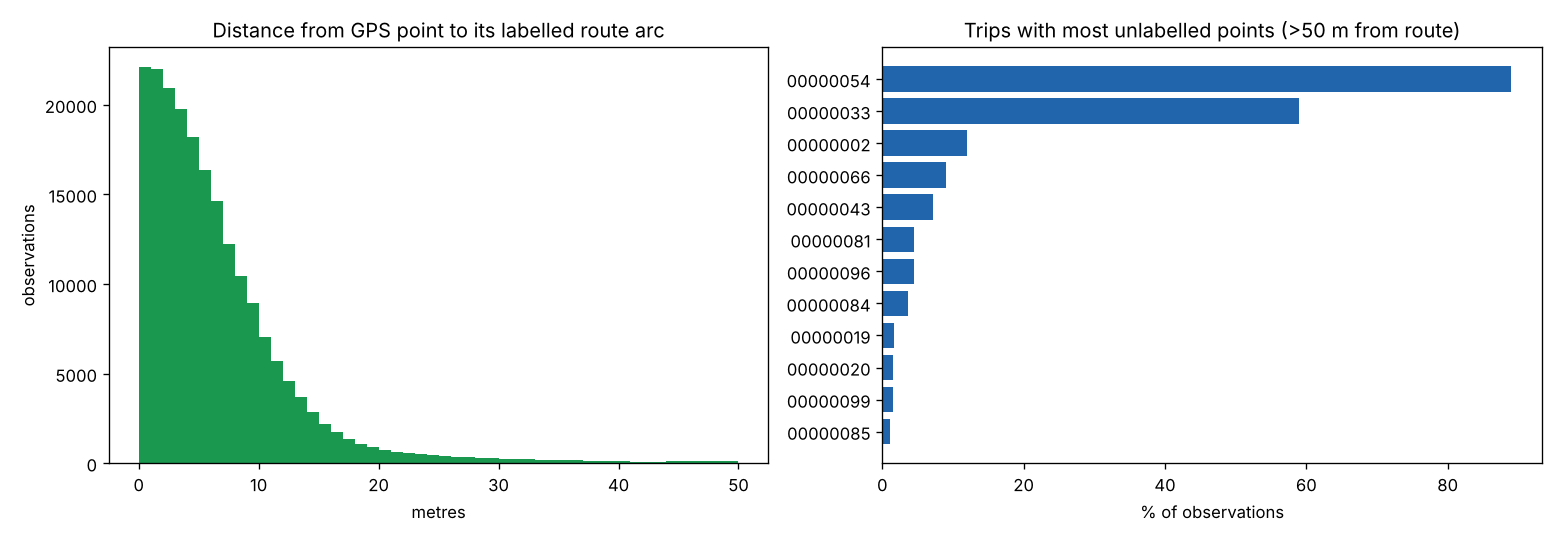 Distance from GPS point to its labelled route arc
observations
20000
15000
10000
5000
0
0 10 20 30 40 50
metres
Trips with most unlabelled points (>50 m from route)
00000054
00000033
00000002
00000066
00000043
00000081
00000096
00000084
00000019
00000020
00000099
00000085
0 20 40 60 80
% of observations